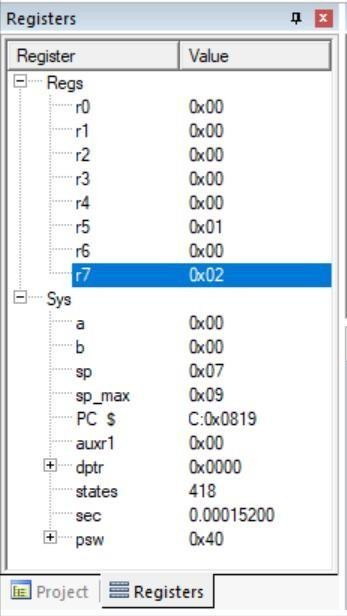 Registers
Register Value
Regs
r0 0x00
r1 0x00
r2 0x00
r3 0x00
r4 0x00
r5 0x01
r6 0x00
r7 0x02
Sys
a 0x00
b 0x00
sp 0x07
sp_max 0x09
PC $ C:0x0819
auxr1 0x00
dptr 0x0000
states 418
sec 0.00015200
psw 0x40
Project Registers